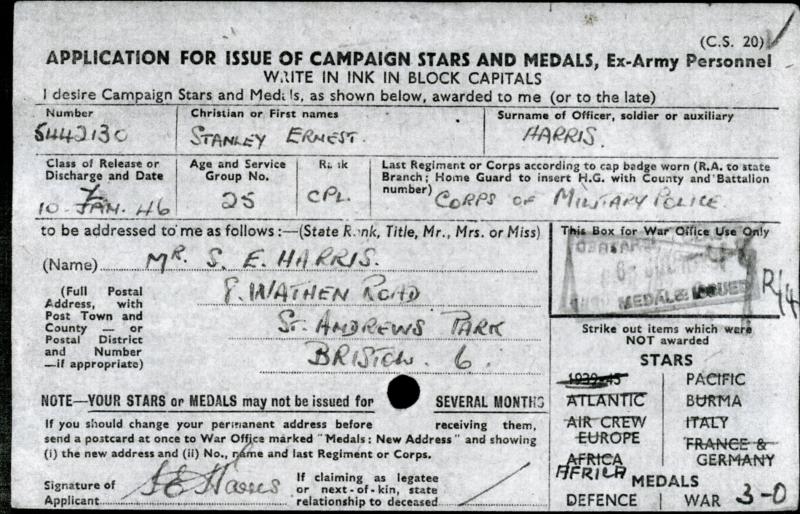 (C.S. 20)
APPLICATION FOR ISSUE OF CAMPAIGN STARS AND MEDALS, Ex-Army Personnel
WRITE IN INK IN BLOCK CAPITALS
I desire Campaign Stars and Medals, as shown below, awarded to me (or to the late)
Number
Christian or First names
Surname of Officer, soldier or auxiliary
5442130
STANLEY ERNEST.
HARRIS.
Class of Release or Discharge and Date
10 JAN. 46
Age and Service Group No.
25
Rank
CPL.
Last Regiment or Corps according to cap badge worn (R.A. to state
Branch; Home Guard to insert H.G. with County and Battalion
number)
CORPS OF MILITARY POLICE.
to be addressed to me as follows:—(State Rank, Title, Mr., Mrs. or Miss)
(Name) MR. S. E. HARRIS.
(Full Postal
Address, with
Post Town and
County — or
Postal District
and Number
—if appropriate)
8. WATHEN ROAD
ST. ANDREWS PARK
BRISTOL. 6.
This Box for War Office Use Only
MEDALS ISSUED
R/4
NOTE—YOUR STARS or MEDALS may not be issued for SEVERAL MONTHS
If you should change your permanent address before receiving them,
send a postcard at once to War Office marked "Medals: New Address" and showing
(i) the new address and (ii) No., name and last Regiment or Corps.
Signature of
Applicant
S E Harris
If claiming as legatee
or next-of-kin, state
relationship to deceased
Strike out items which were
NOT awarded
STARS
1939-45
PACIFIC
ATLANTIC
BURMA
AIR CREW
EUROPE
ITALY
FRANCE &
GERMANY
AFRICA
AFRICA
MEDALS
DEFENCE
WAR
3-0